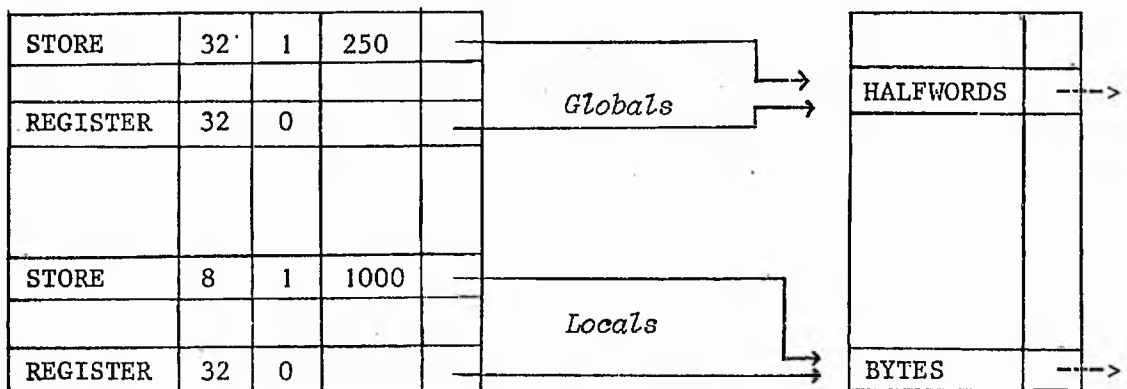 STORE 32 1 250
HALFWORDS
Globals
REGISTER 32 0
STORE 8 1 1000
Locals
REGISTER 32 0
BYTES